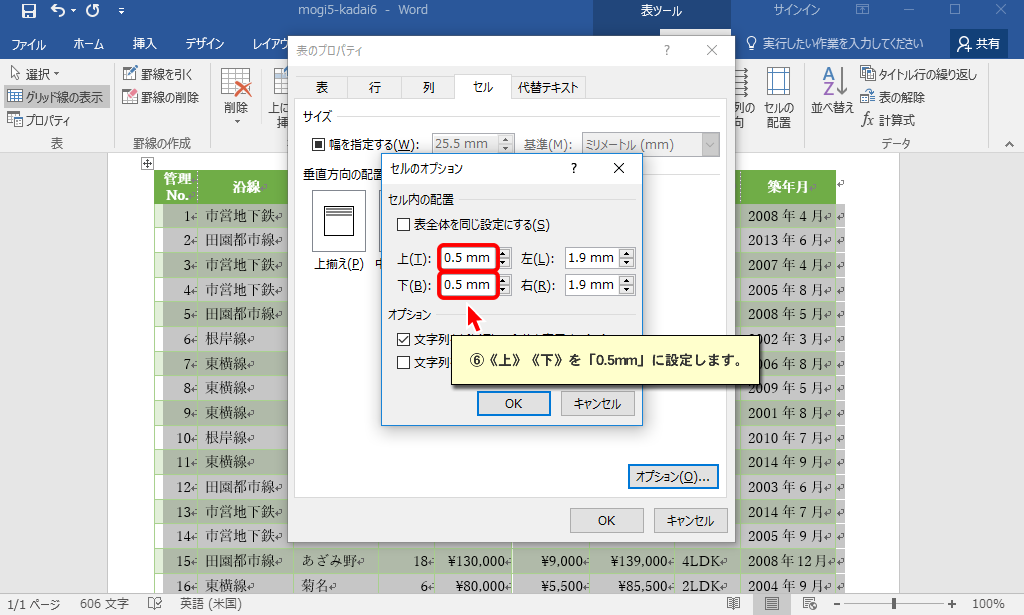 mogi5-kadai6 - Word
表ツール
サインイン
ファイル ホーム 挿入 デザイン レイアウ
実行したい作業を入力してください
共有
選択
グリッド線の表示
プロパティ
表
罫線を引く
罫線の削除
罫線の作成
削除
上に
挿
列の
向
セルの
配置
並べ替え
タイトル行の繰り返し
表の解除
計算式
データ
表のプロパティ
表 行 列 セル 代替テキスト
サイズ
幅を指定する(W): 25.5 mm 基準(M): ミリメートル (mm)
垂直方向の配置
上揃え(P) 中
オプション(O)...
OK キャンセル
セルのオプション
セル内の配置
表全体を同じ設定にする(S)
上(T): 0.5 mm 左(L): 1.9 mm
下(B): 0.5 mm 右(R): 1.9 mm
オプション
文字列
文字列
OK キャンセル
⑥《上》《下》を「0.5mm」に設定します。
管理
No. 沿線 築年月
1 市営地下鉄 2008 年 4 月
2 田園都市線 2013 年 6 月
3 市営地下鉄 2007 年 4 月
4 市営地下鉄 2005 年 8 月
5 田園都市線 2008 年 5 月
6 根岸線 02 年 3 月
7 東横線 06 年 8 月
8 東横線 2009 年 9 月
9 東横線 2001 年 8 月
10 根岸線 2010 年 7 月
11 東横線 2014 年 9 月
12 田園都市線 2003 年 6 月
13 市営地下鉄 2014 年 7 月
14 市営地下鉄 2005 年 9 月
15 田園都市線 あざみ野 18 ¥130,000 ¥9,000 ¥139,000 4LDK 2008 年 12 月
16 東横線 菊名 6 ¥80,000 ¥5,500 ¥85,500 2LDK 2004 年 9 月
1/1 ページ 606 文字 英語 (米国) 100%